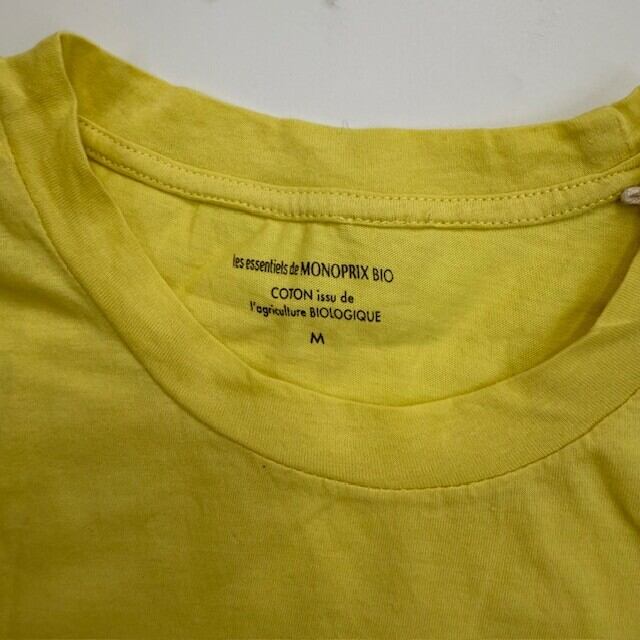 les essentiels de MONOPRIX BIO
COTON issu de
l'agriculture BIOLOGIQUE
M